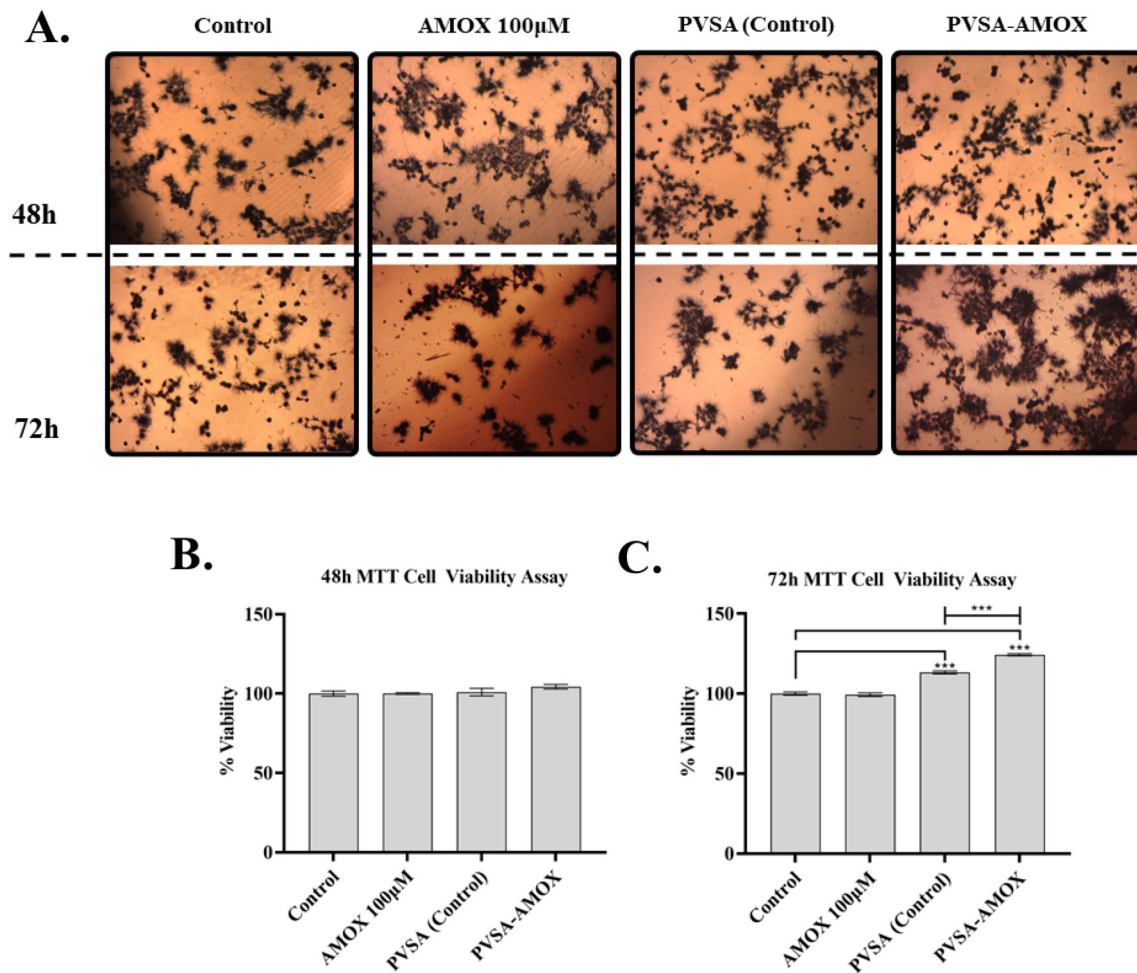 A.
Control
AMOX 100μM
PVSA (Control)
PVSA-AMOX
48h
72h
B.
48h MTT Cell Viability Assay
% Viability
150
100
50
0
Control
AMOX 100μM
PVSA (Control)
PVSA-AMOX
C.
72h MTT Cell Viability Assay
% Viability
150
100
50
0
***
***
***
Control
AMOX 100μM
PVSA (Control)
PVSA-AMOX